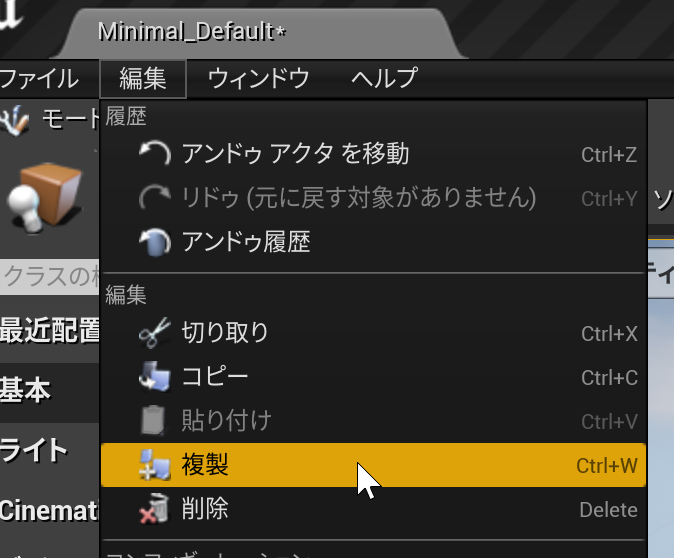 Minimal_Default*
ファイル 編集 ウィンドウ ヘルプ
モード
履歴
アンドゥ アクタ を移動 Ctrl+Z
リドゥ (元に戻す対象がありません) Ctrl+Y
ソ
アンドゥ履歴
ティ
クラスの検
編集
最近配置
切り取り Ctrl+X
基本
コピー Ctrl+C
貼り付け Ctrl+V
ライト
複製 Ctrl+W
Cinemati
削除 Delete